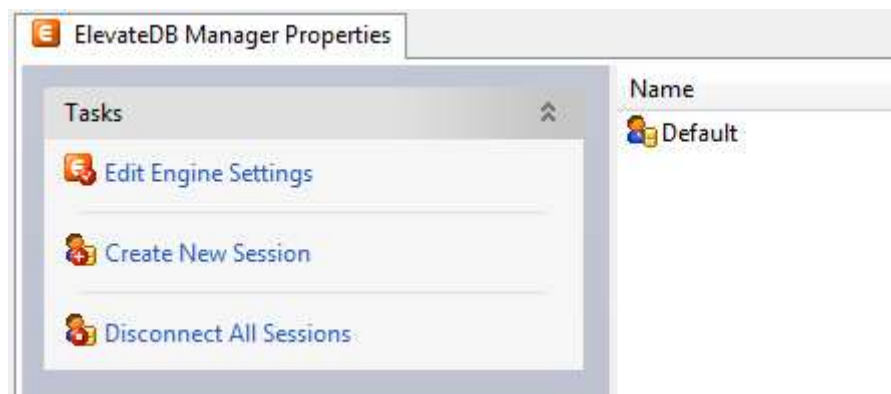 ElevateDB Manager Properties
Tasks
Edit Engine Settings
Create New Session
Disconnect All Sessions
Name
Default